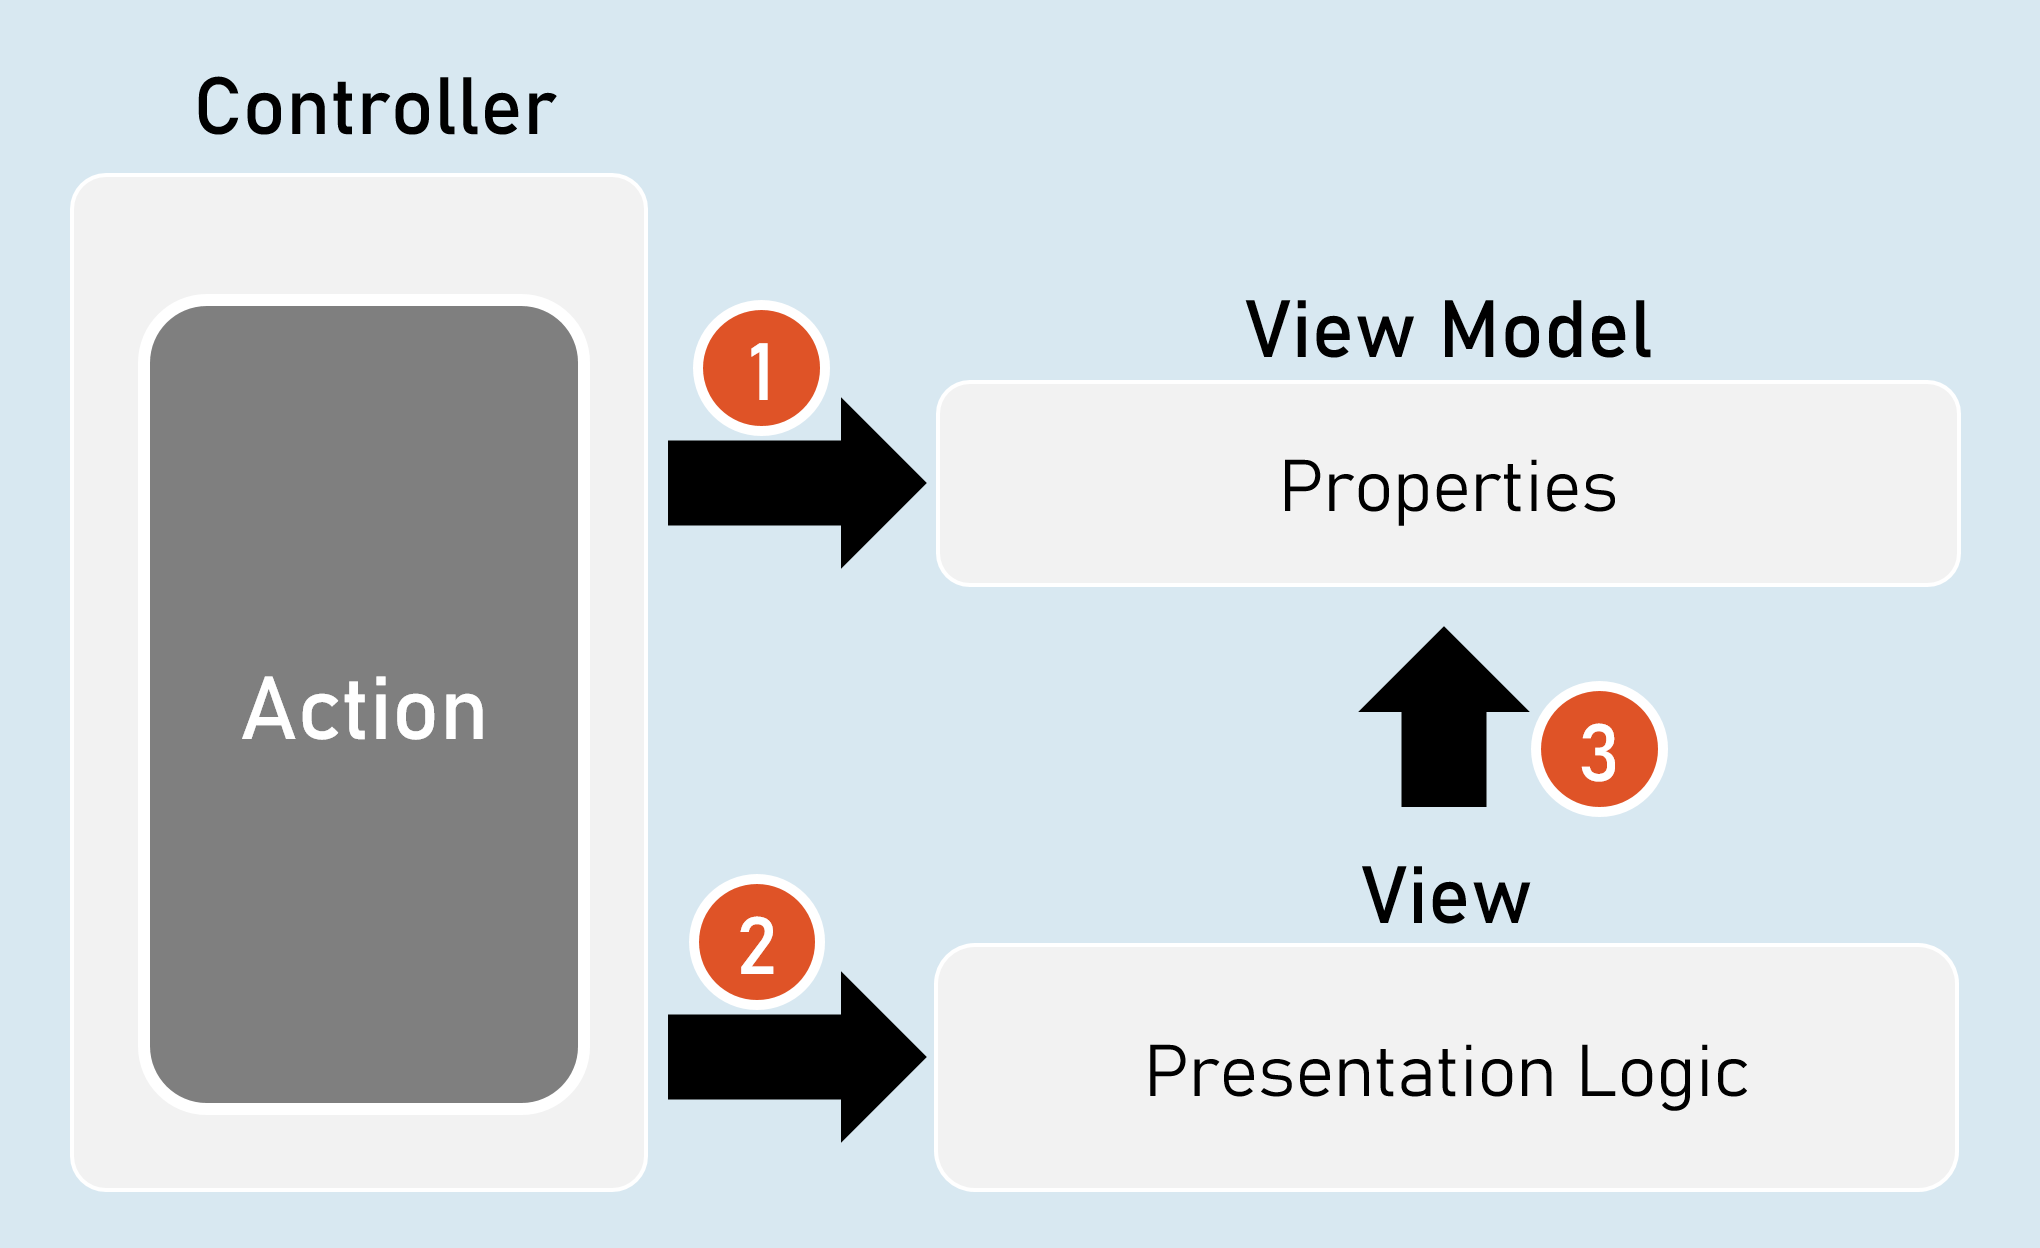 Controller
Action
1
View Model
Properties
3
2
View
Presentation Logic